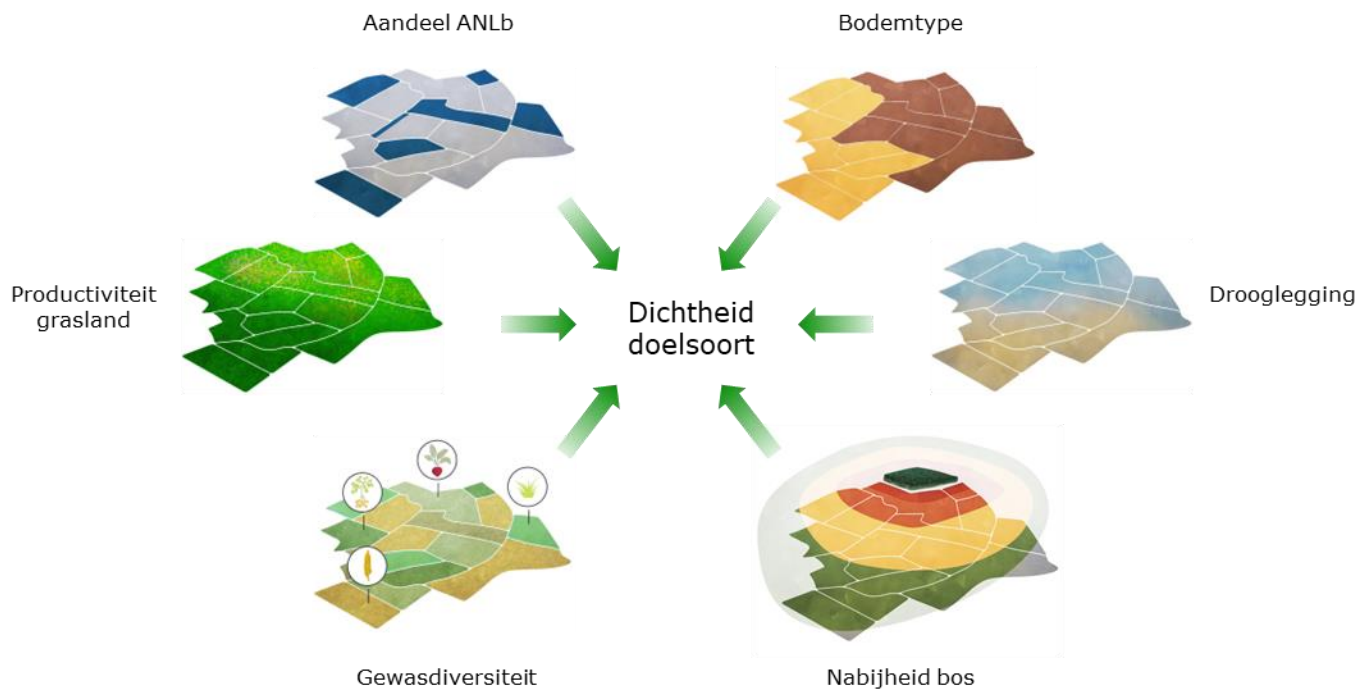 Aandeel ANLb
Bodemtype
Productiviteit
grasland
Dichtheid
doelsoort
Drooglegging
Gewasdiversiteit
Nabijheid bos